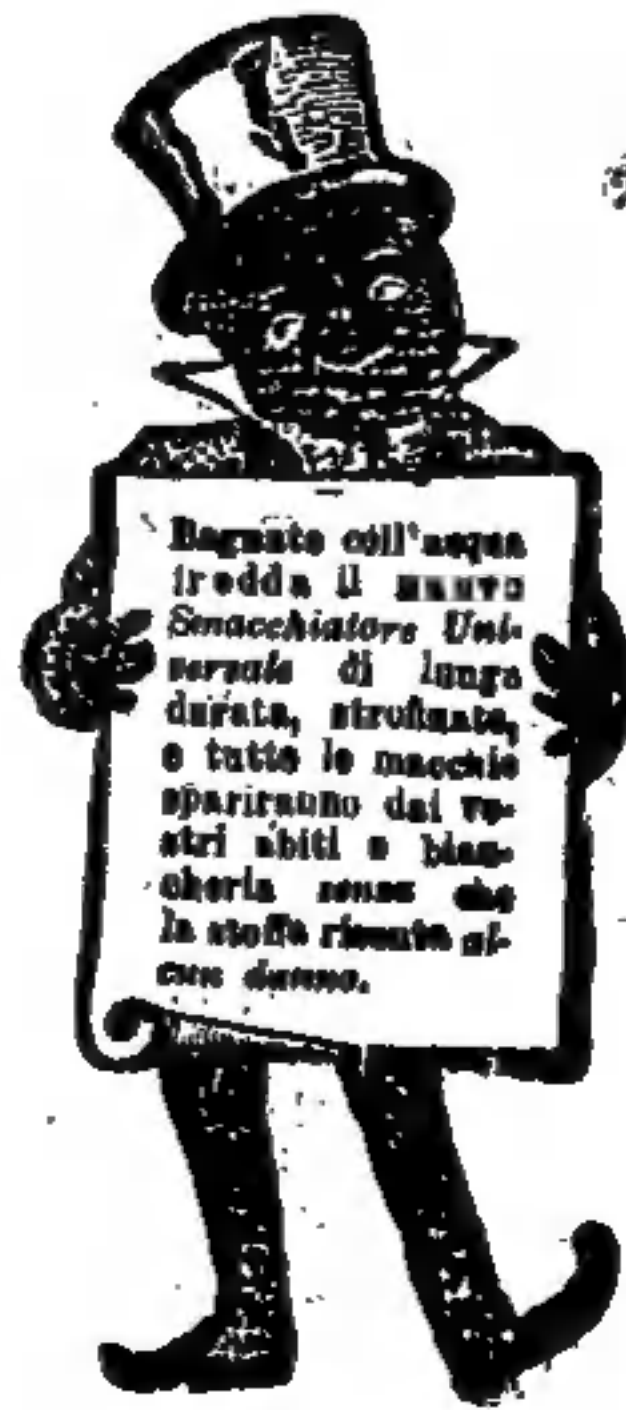 Bagnate coll'acqua
fredda il NUOVO
Smacchiatore Uni-
versale di lunga
durata, strofinate,
e tutte le macchie
spariranno dai vo-
stri abiti e bian-
cheria senza che
la stoffa risenta al-
cun danno.